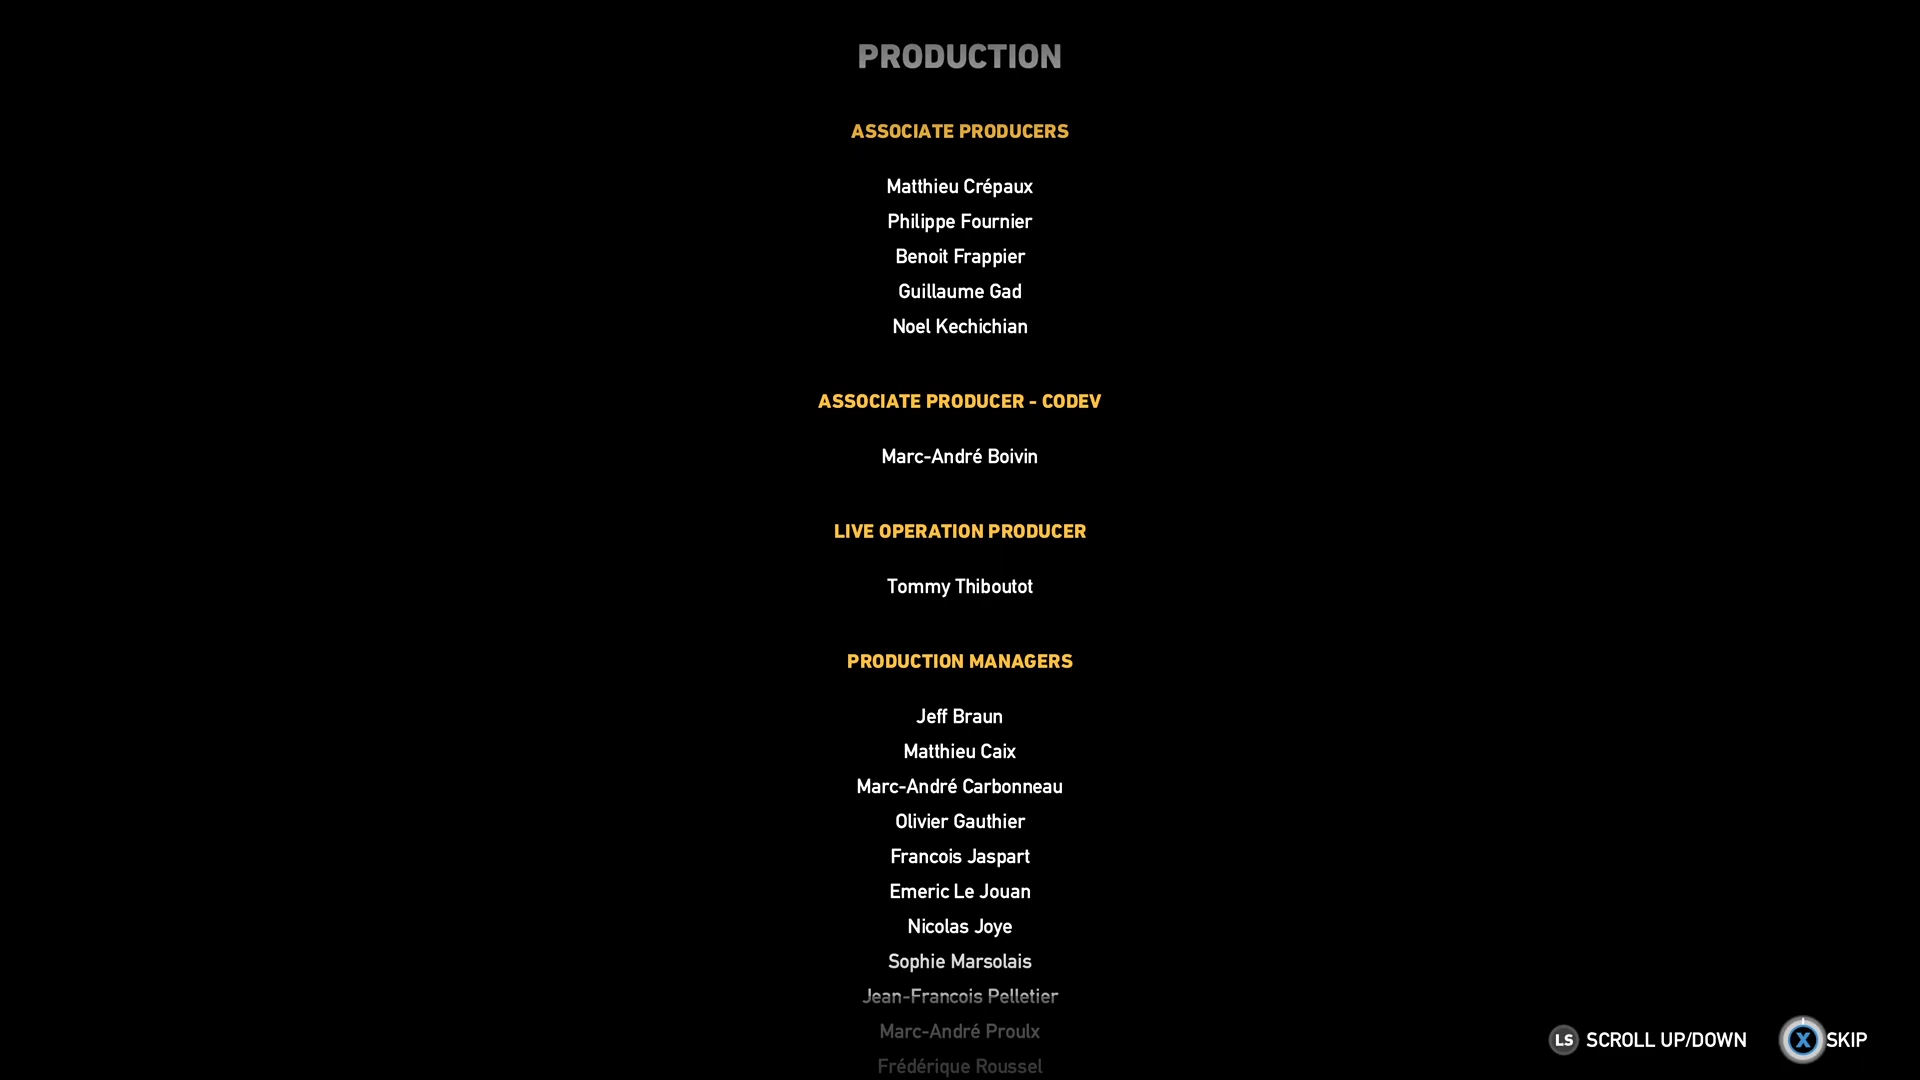 PRODUCTION
ASSOCIATE PRODUCERS
Matthieu Crépaux
Philippe Fournier
Benoit Frappier
Guillaume Gad
Noel Kechichian
ASSOCIATE PRODUCER - CODEV
Marc-André Boivin
LIVE OPERATION PRODUCER
Tommy Thiboutot
PRODUCTION MANAGERS
Jeff Braun
Matthieu Caix
Marc-André Carbonneau
Olivier Gauthier
Francois Jaspart
Emeric Le Jouan
Nicolas Joye
Sophie Marsolais
Jean-Francois Pelletier
Marc-André Proulx
Frédérique Roussel
LS SCROLL UP/DOWN X SKIP